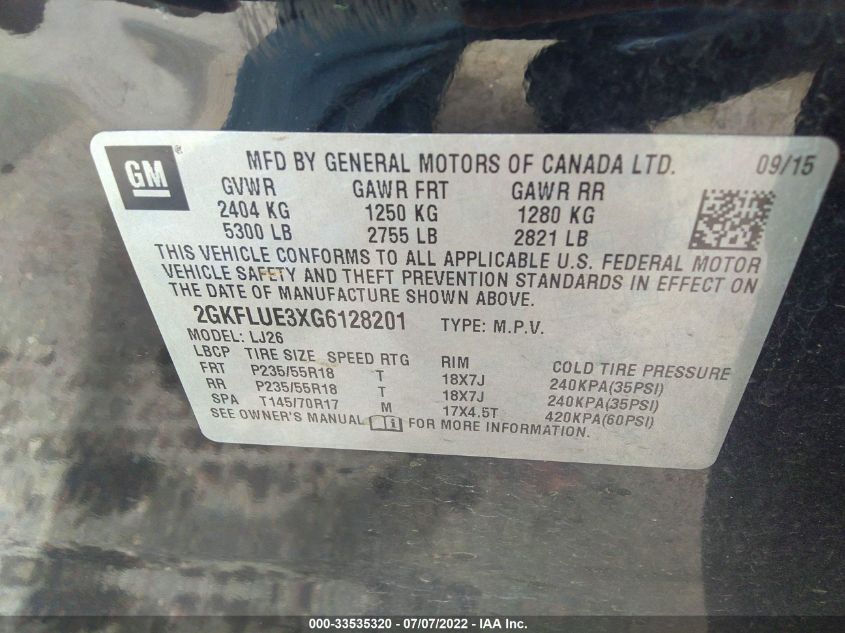 GM
MFD BY GENERAL MOTORS OF CANADA LTD. 09/15
GVWR GAWR FRT GAWR RR
2404 KG 1250 KG 1280 KG
5300 LB 2755 LB 2821 LB
THIS VEHICLE CONFORMS TO ALL APPLICABLE U.S. FEDERAL MOTOR
VEHICLE SAFETY AND THEFT PREVENTION STANDARDS IN EFFECT ON
THE DATE OF MANUFACTURE SHOWN ABOVE.
2GKFLUE3XG6128201 TYPE: M.P.V.
MODEL: LJ26
LBCP TIRE SIZE SPEED RTG RIM COLD TIRE PRESSURE
FRT P235/55R18 T 18X7J 240KPA(35PSI)
RR P235/55R18 T 18X7J 240KPA(35PSI)
SPA T145/70R17 M 17X4.5T 420KPA(60PSI)
SEE OWNER'S MANUAL FOR MORE INFORMATION.
000-33535320 / 07/07/2022 / IAA, Inc.